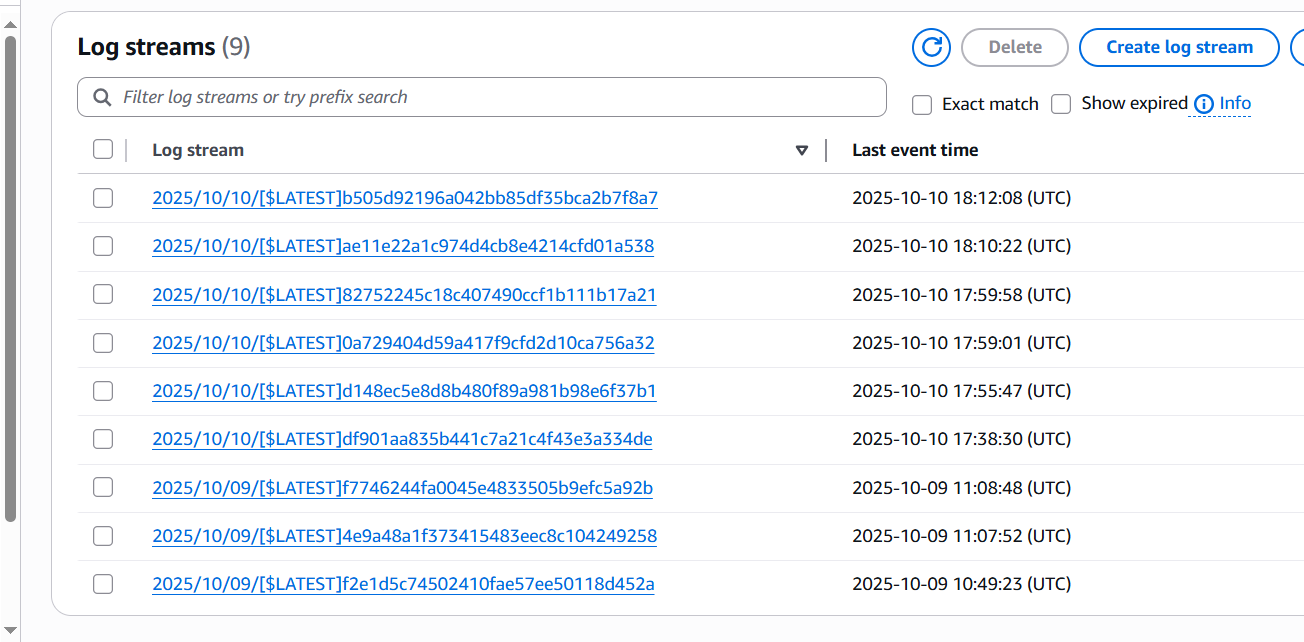 Log streams (9)
Delete
Create log stream
Filter log streams or try prefix search
Exact match
Show expired
Info
Log stream
Last event time
2025/10/10/[$LATEST]b505d92196a042bb85df35bca2b7f8a7 2025-10-10 18:12:08 (UTC)
2025/10/10/[$LATEST]ae11e22a1c974d4cb8e4214cfd01a538 2025-10-10 18:10:22 (UTC)
2025/10/10/[$LATEST]82752245c18c407490ccf1b111b17a21 2025-10-10 17:59:58 (UTC)
2025/10/10/[$LATEST]0a729404d59a417f9cfd2d10ca756a32 2025-10-10 17:59:01 (UTC)
2025/10/10/[$LATEST]d148ec5e8d8b480f89a981b98e6f37b1 2025-10-10 17:55:47 (UTC)
2025/10/10/[$LATEST]df901aa835b441c7a21c4f43e3a334de 2025-10-10 17:38:30 (UTC)
2025/10/09/[$LATEST]f7746244fa0045e4833505b9efc5a92b 2025-10-09 11:08:48 (UTC)
2025/10/09/[$LATEST]4e9a48a1f373415483eec8c104249258 2025-10-09 11:07:52 (UTC)
2025/10/09/[$LATEST]f2e1d5c74502410fae57ee50118d452a 2025-10-09 10:49:23 (UTC)